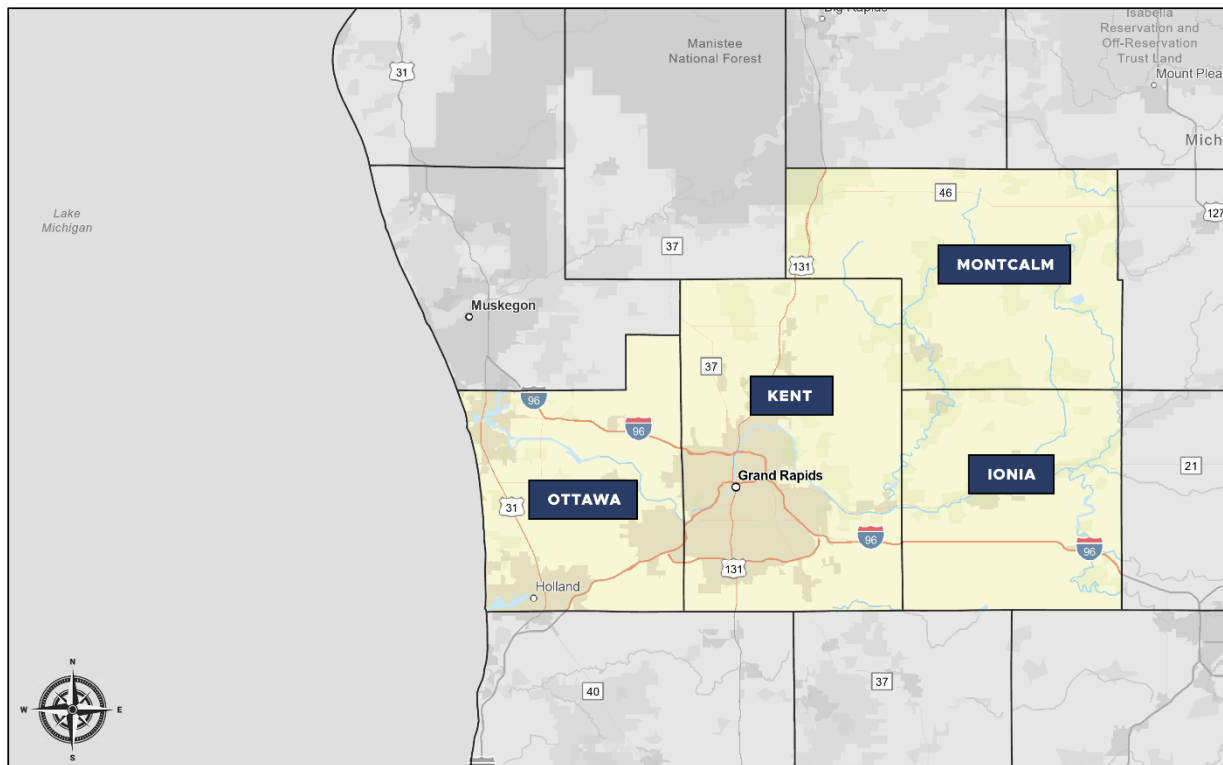 Big Rapids
Isabella
Reservation and
Off-Reservation
Trust Land
Manistee
National Forest
31
Mount Plea
Mich
46
Lake
Michigan
127
37
131
MONTCALM
Muskegon
37
KENT
96
96
21
Grand Rapids
IONIA
OTTAWA
31
96
96
131
Holland
N
W
E
S
37
40